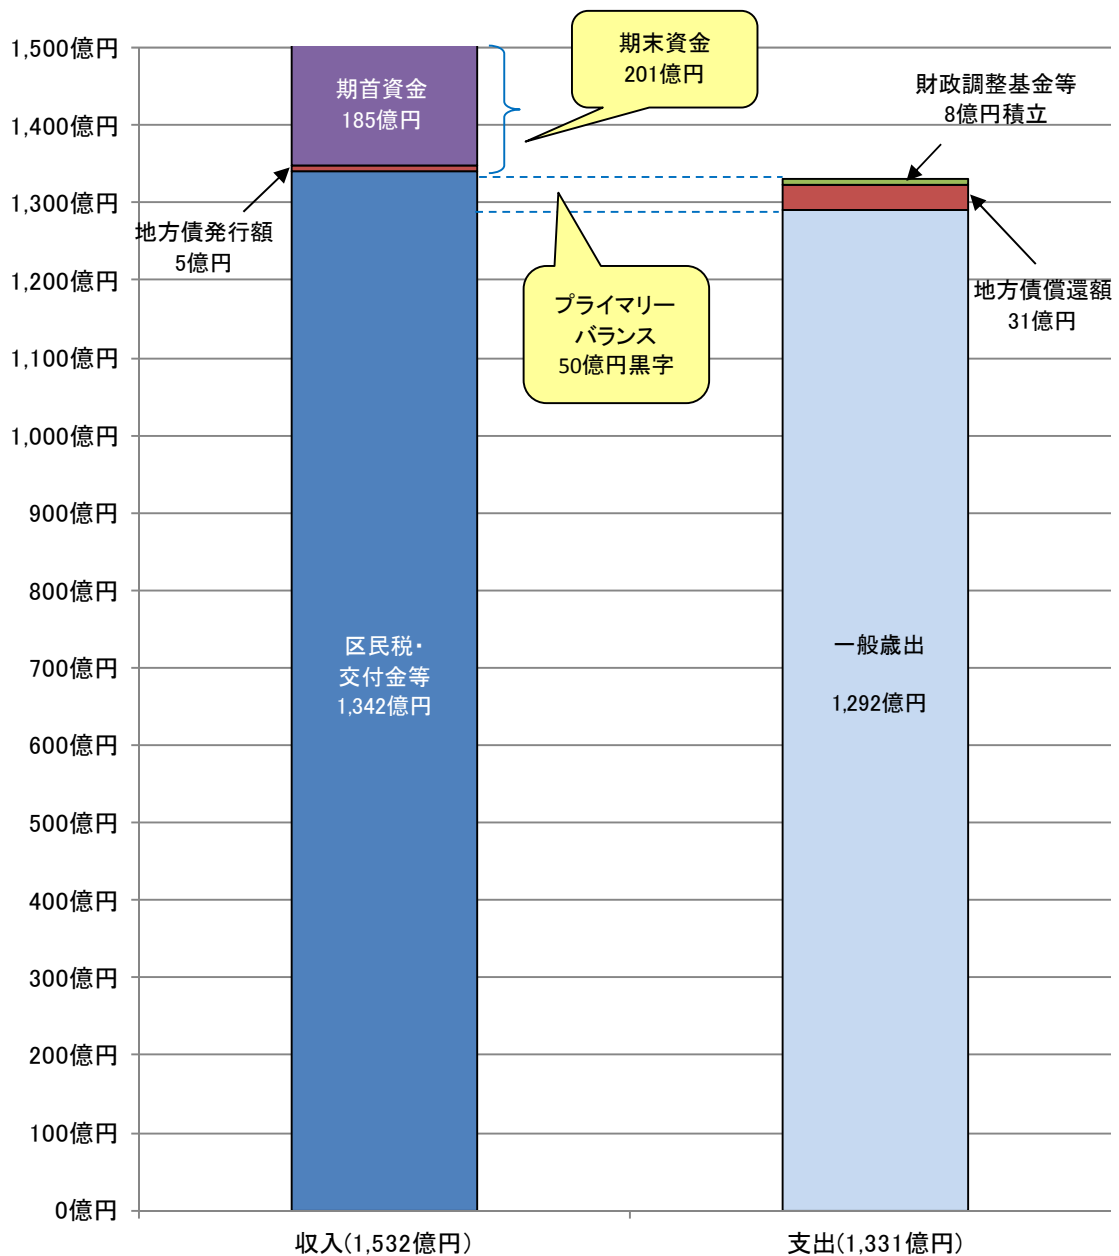 1,500億円
1,400億円
1,300億円
1,200億円
1,100億円
1,000億円
900億円
800億円
700億円
600億円
500億円
400億円
300億円
200億円
100億円
0億円
期首資金
185億円
期末資金
201億円
財政調整基金等
8億円積立
地方債発行額
5億円
プライマリー
バランス
50億円黒字
地方債償還額
31億円
区民税・
交付金等
1,342億円
一般歳出
1,292億円
収入(1,532億円)
支出(1,331億円)